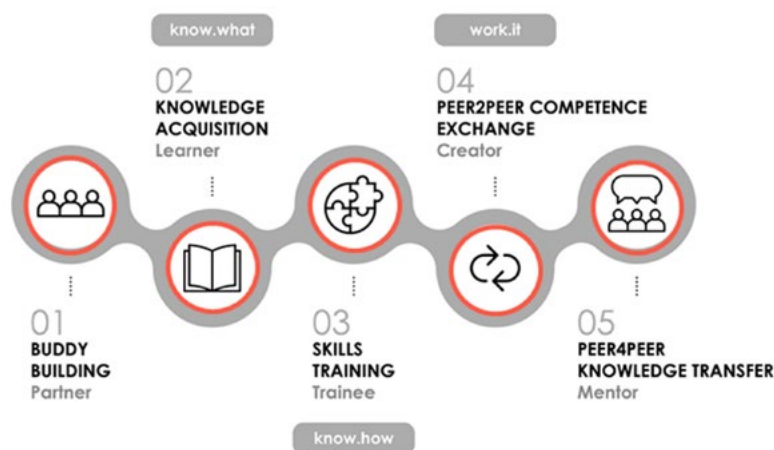 know.what
work.it
02
KNOWLEDGE
ACQUISITION
Learner
04
PEER2PEER COMPETENCE
EXCHANGE
Creator
01
BUDDY
BUILDING
Partner
03
SKILLS
TRAINING
Trainee
05
PEER4PEER
KNOWLEDGE TRANSFER
Mentor
know.how